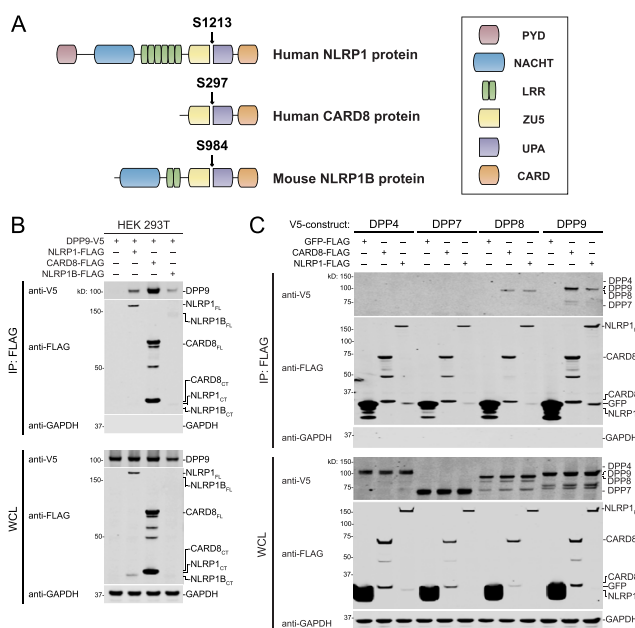 A
S1213
Human NLRP1 protein
S297
Human CARD8 protein
S984
Mouse NLRP1B protein
PYD
NACHT
LRR
ZU5
UPA
CARD
B
HEK 293T
DPP9-V5 + + + +
NLRP1-FLAG − + − −
CARD8-FLAG − − + −
NLRP1B-FLAG − − − +
IP: FLAG
anti-V5 kD: 100- -DPP9
150- NLRP1FL
NLRP1BFL
anti-FLAG
-CARD8FL
50-
CARD8CT
NLRP1CT
NLRP1BCT
anti-GAPDH 37- -GAPDH
WCL
anti-V5 100- -DPP9
150- NLRP1FL
NLRP1BFL
anti-FLAG -CARD8FL
50-
CARD8CT
NLRP1CT
NLRP1BCT
anti-GAPDH 37- -GAPDH
C
V5-construct: DPP4 DPP7 DPP8 DPP9
GFP-FLAG + − − + − − + − − + − −
CARD8-FLAG − + − − + − − + − − + −
NLRP1-FLAG − − + − − + − − + − − +
IP: FLAG
kD: 150-
anti-V5 100-
75-
DPP4
DPP9
DPP8
DPP7
150- NLRP1
100-
75- CARD8
anti-FLAG
50-
37- CARD8
GFP
NLRP1
anti-GAPDH 37- -GAPDH
WCL
kD: 150-
anti-V5 100-
75-
DPP4
DPP9
DPP8
DPP7
150- NLRP1
100-
75- CARD8
anti-FLAG
50-
37- CARD8
GFP
NLRP1
anti-GAPDH 37- -GAPDH